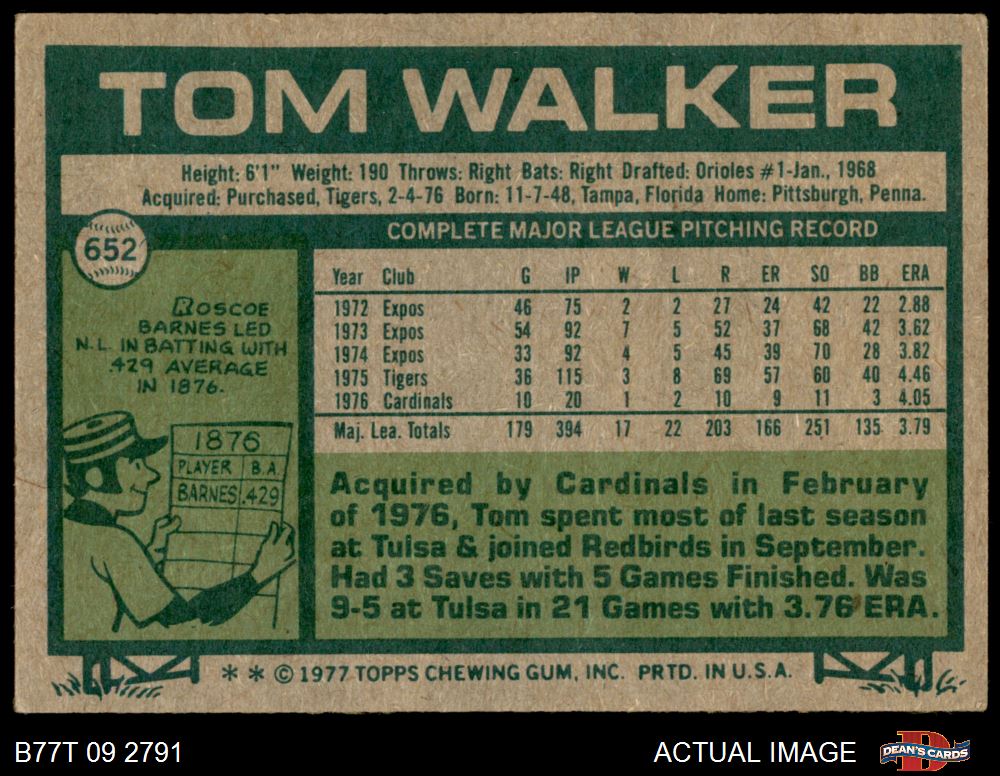 TOM WALKER
Height: 6'1" Weight: 190 Throws: Right Bats: Right Drafted: Orioles #1-Jan., 1968
Acquired: Purchased, Tigers, 2-4-76 Born: 11-7-48, Tampa, Florida Home: Pittsburgh, Penna.
652
COMPLETE MAJOR LEAGUE PITCHING RECORD
Year Club G IP W L R ER SO BB ERA
1972 Expos 46 75 2 2 27 24 42 22 2.88
1973 Expos 54 92 7 5 52 37 68 42 3.62
1974 Expos 33 92 4 5 45 39 70 28 3.82
1975 Tigers 36 115 3 8 69 57 60 40 4.46
1976 Cardinals 10 20 1 2 10 9 11 3 4.05
Maj. Lea. Totals 179 394 17 22 203 166 251 135 3.79
ROSCOE
BARNES LED
N.L. IN BATTING WITH
.429 AVERAGE
IN 1876.
1876
PLAYER B.A.
BARNES .429
Acquired by Cardinals in February
of 1976, Tom spent most of last season
at Tulsa & joined Redbirds in September.
Had 3 Saves with 5 Games Finished. Was
9-5 at Tulsa in 21 Games with 3.76 ERA.
* * © 1977 TOPPS CHEWING GUM, INC. PRTD. IN U.S.A.
B77T 09 2791
ACTUAL IMAGE
D
DEAN'S CARDS